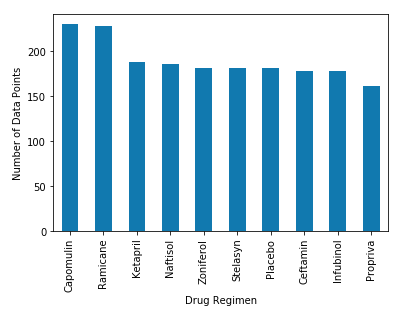 200
150
100
50
0
Number of Data Points
Capomulin
Ramicane
Ketapril
Naftisol
Zoniferol
Stelasyn
Placebo
Ceftamin
Infubinol
Propriva
Drug Regimen